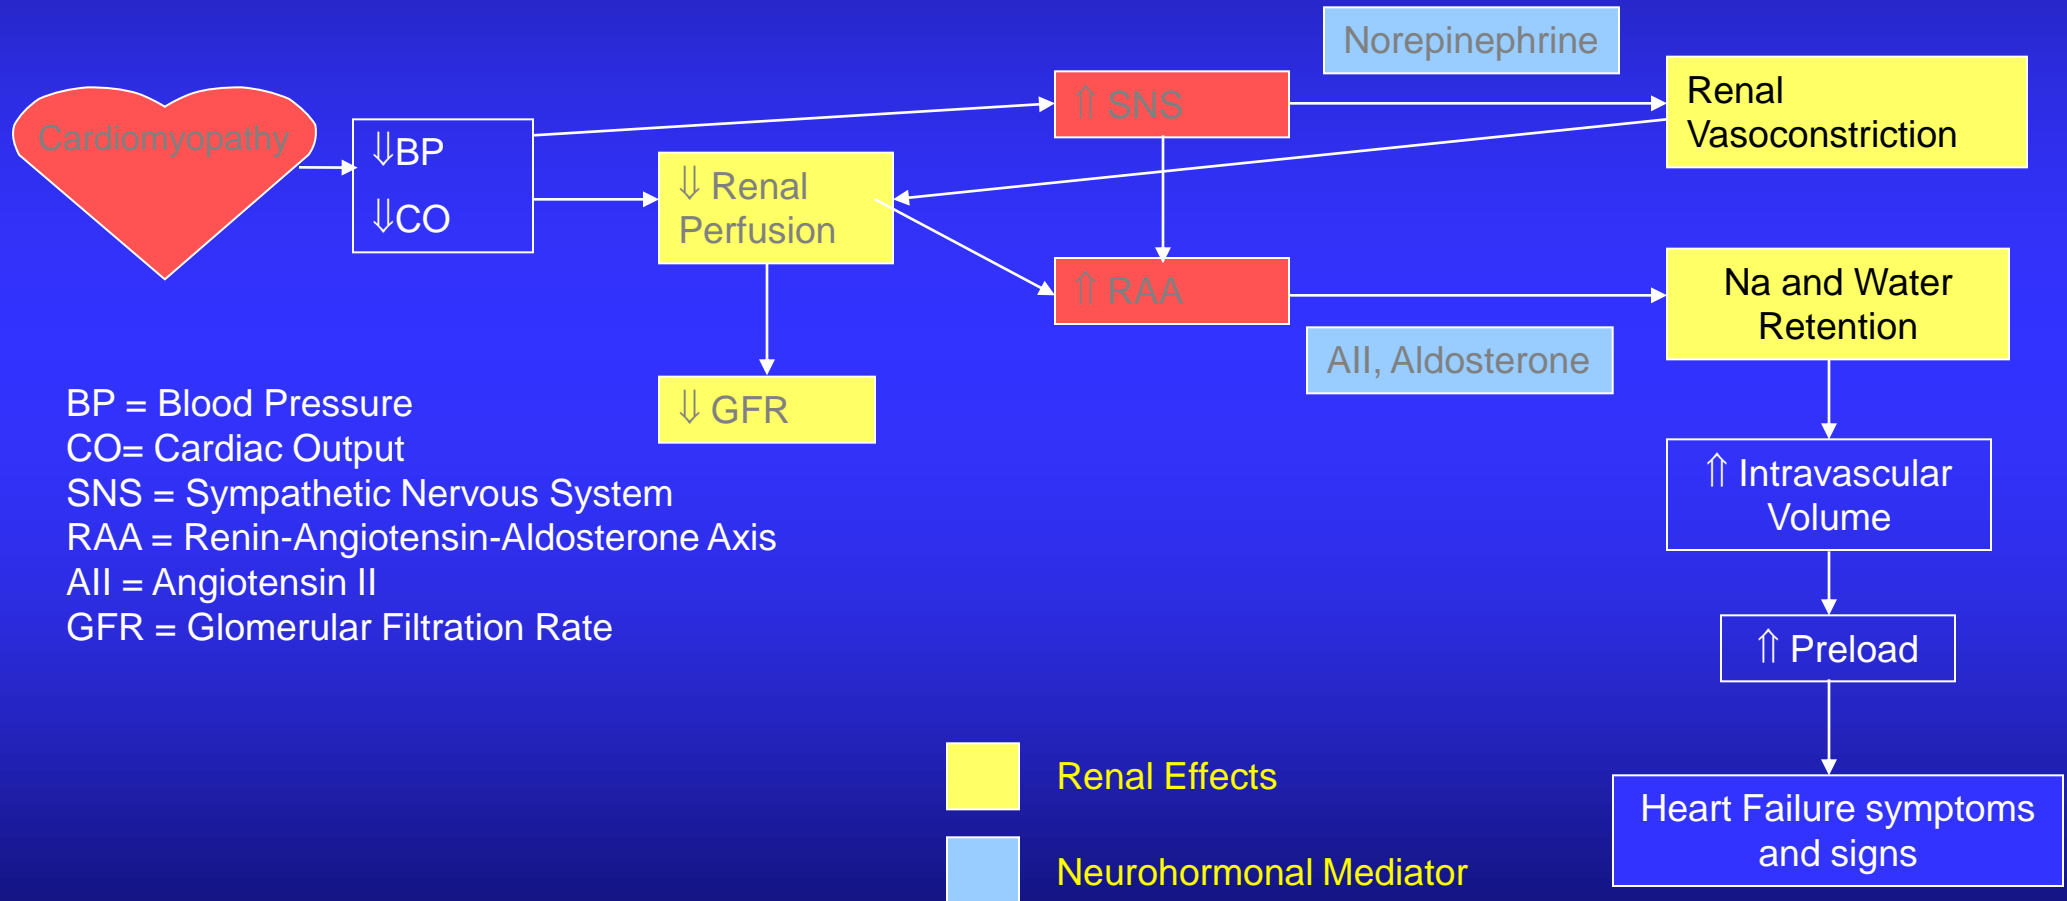 Cardiomyopathy
⇓BP
⇓CO
⇓ Renal
Perfusion
⇓ GFR
⇑ SNS
⇑ RAA
Norepinephrine
AII, Aldosterone
Renal
Vasoconstriction
Na and Water
Retention
⇑ Intravascular
Volume
⇑ Preload
Heart Failure symptoms
and signs
BP = Blood Pressure
CO= Cardiac Output
SNS = Sympathetic Nervous System
RAA = Renin-Angiotensin-Aldosterone Axis
AII = Angiotensin II
GFR = Glomerular Filtration Rate
Renal Effects
Neurohormonal Mediator